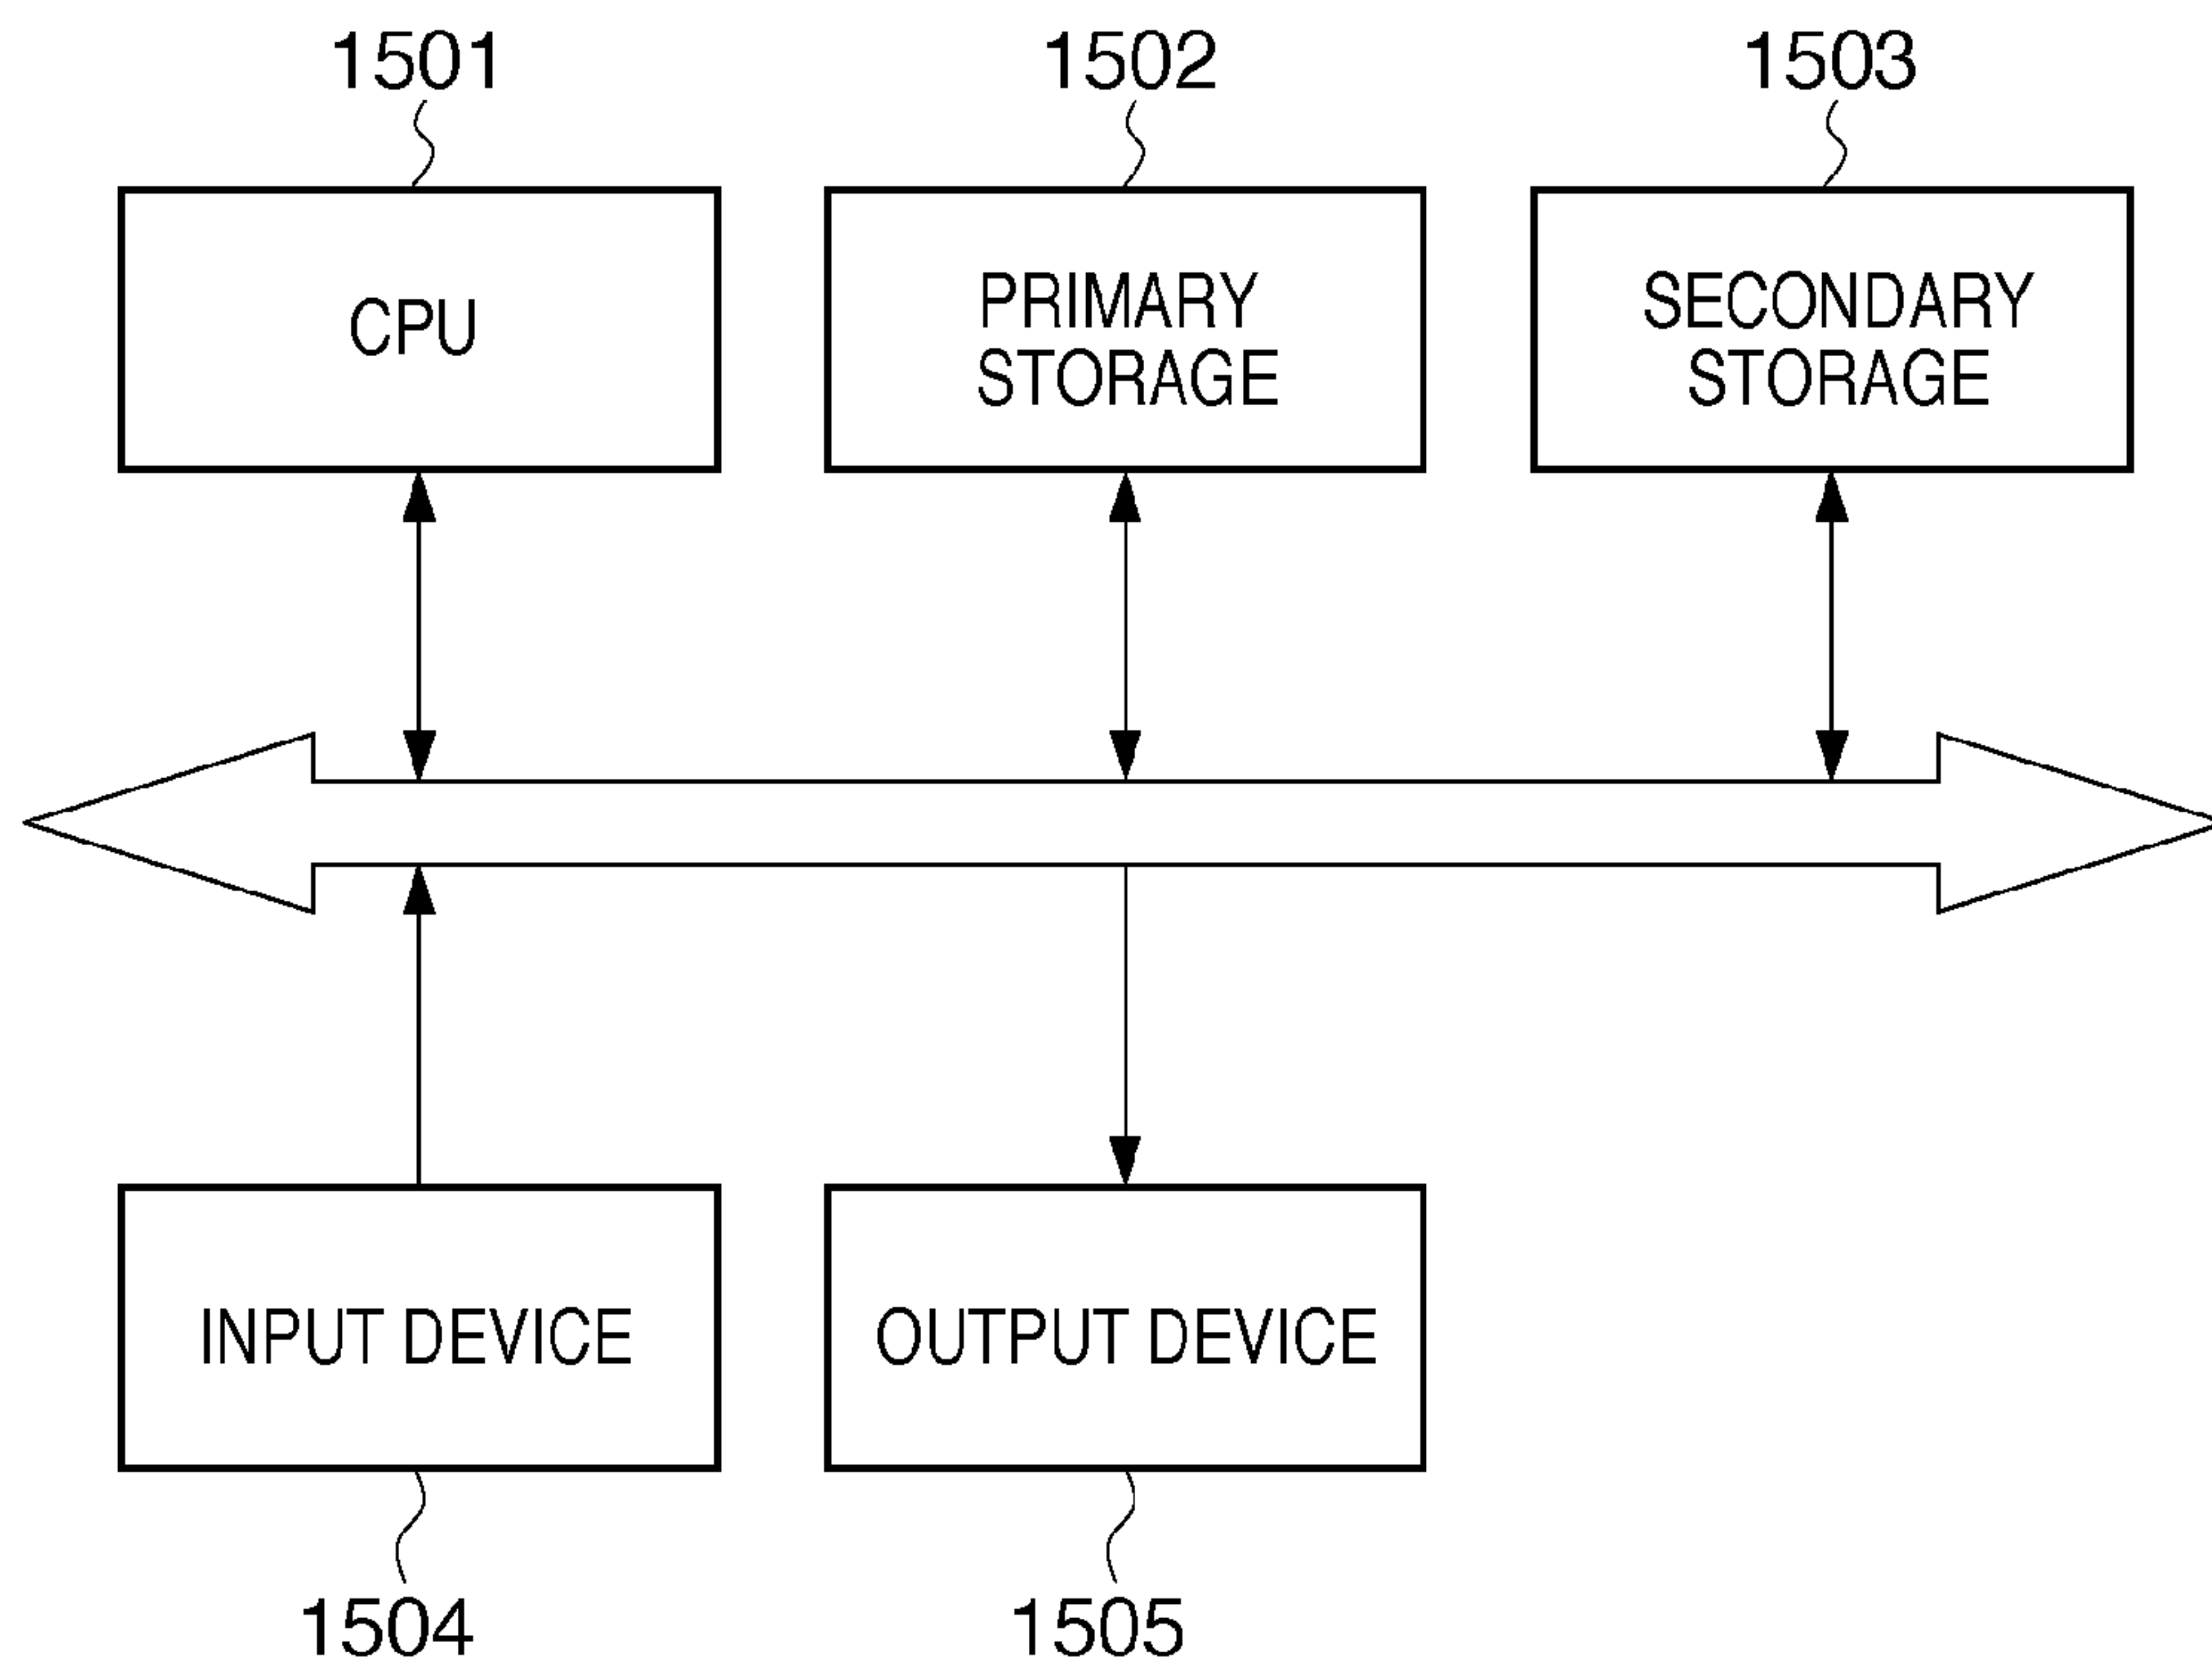 1501
1502
1503
CPU
PRIMARY
STORAGE
SECONDARY
STORAGE
INPUT DEVICE
OUTPUT DEVICE
1504
1505